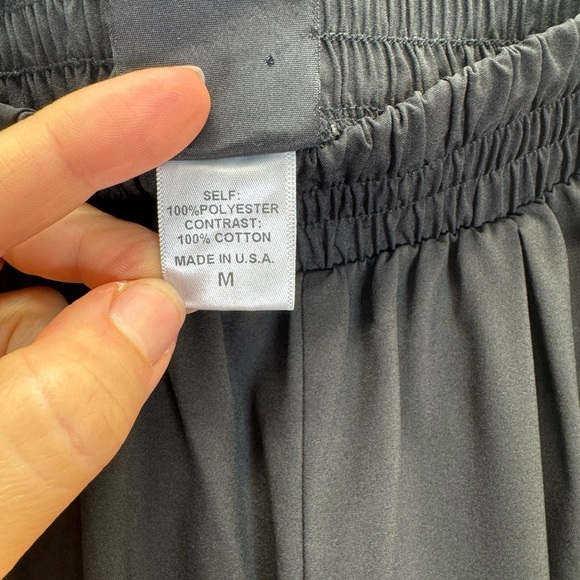 SELF:
100%POLYESTER
CONTRAST:
100% COTTON
MADE IN U.S.A.
M